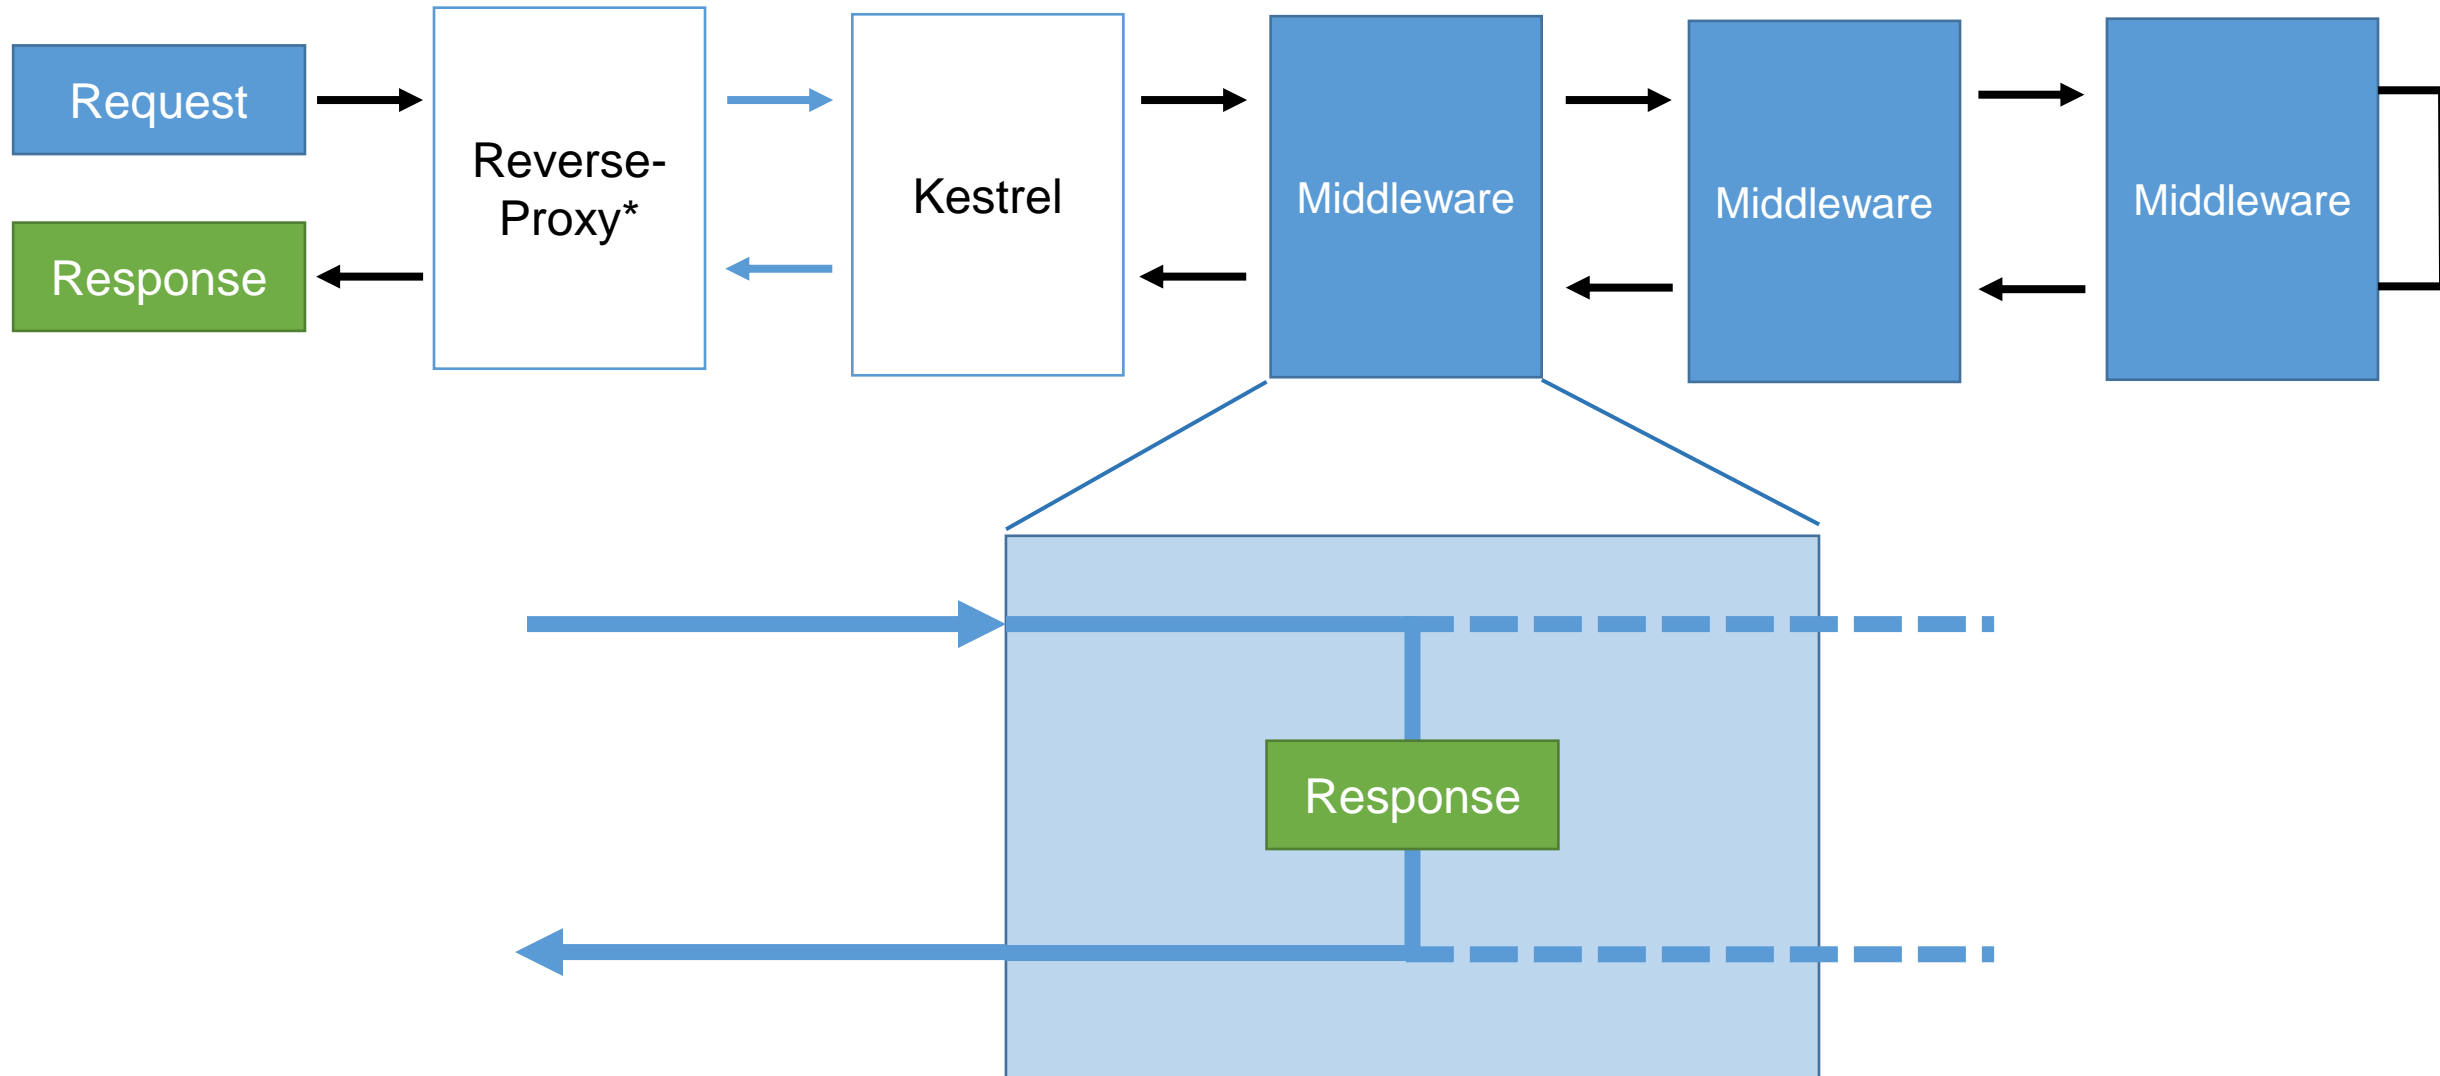 Request
Response
Reverse-
Proxy*
Kestrel
Middleware
Middleware
Middleware
Response